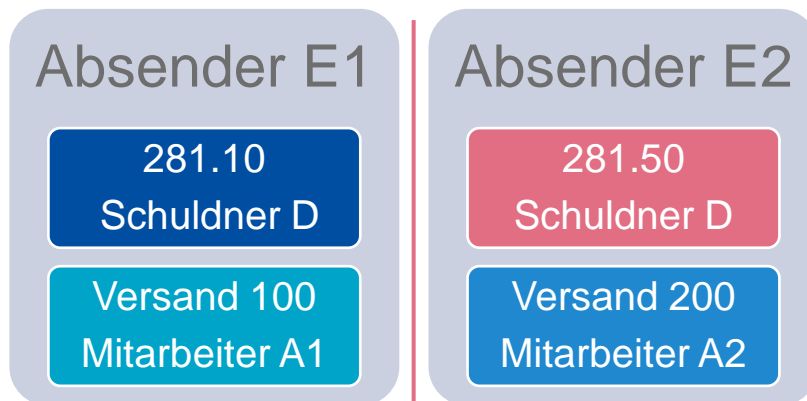 Absender E1
281.10
Schuldner D
Versand 100
Mitarbeiter A1
Absender E2
281.50
Schuldner D
Versand 200
Mitarbeiter A2